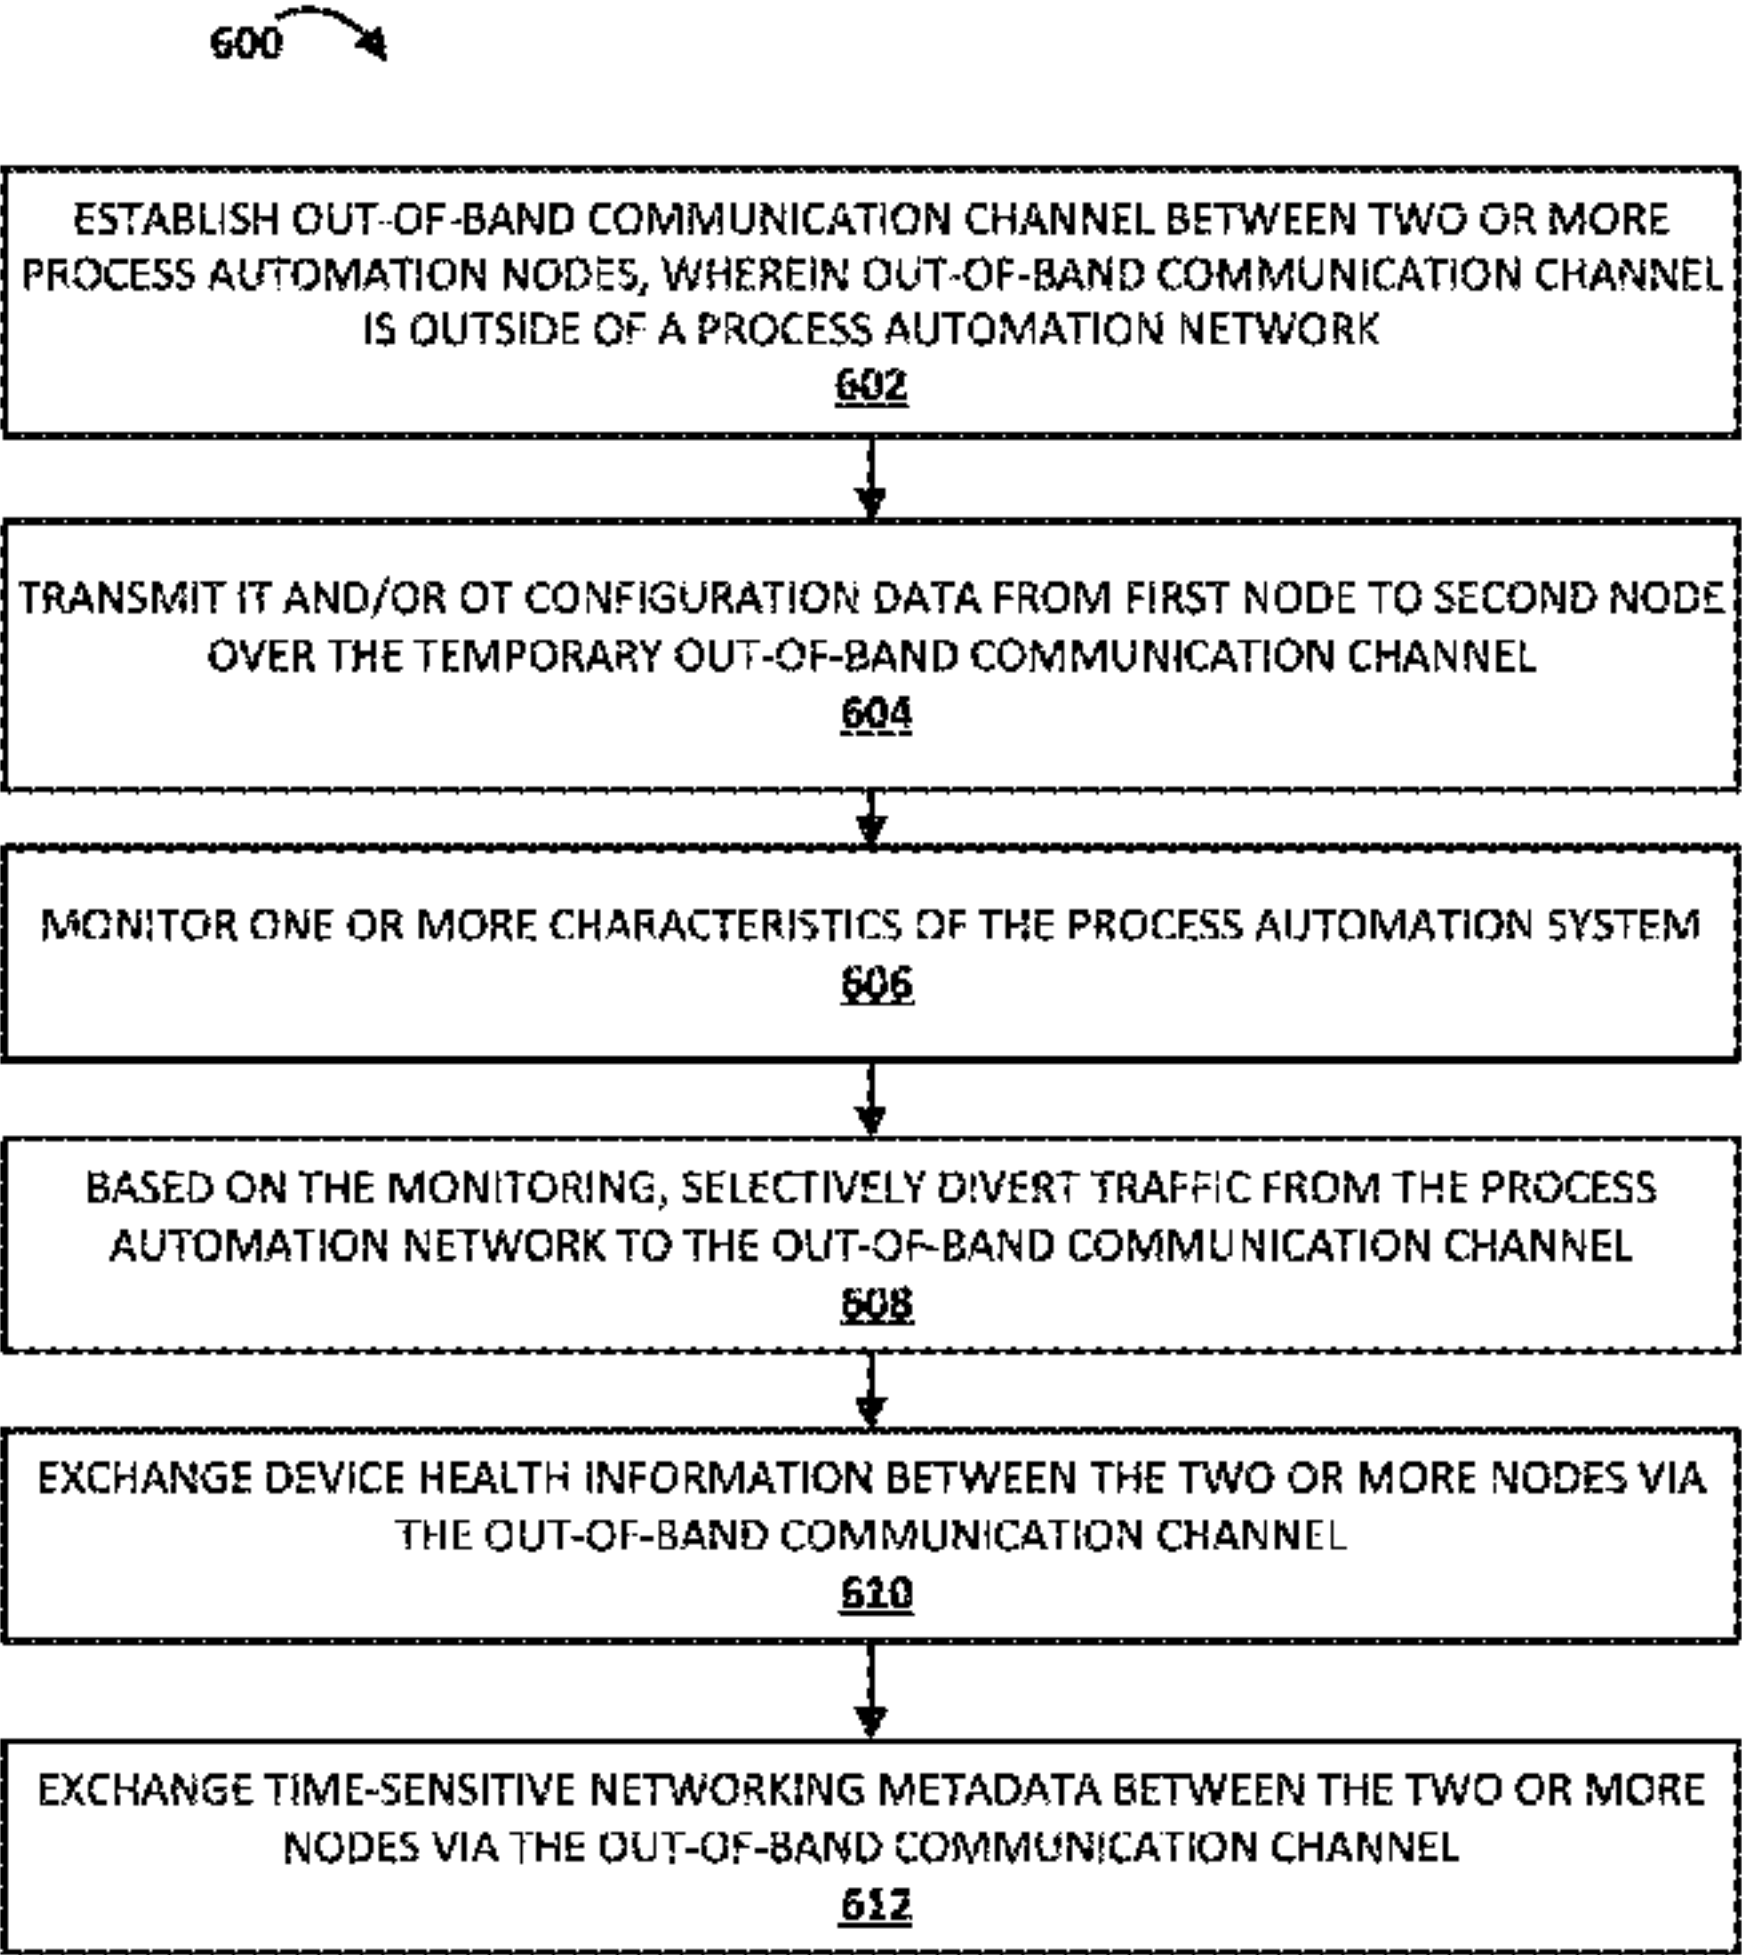 600
ESTABLISH OUT-OF-BAND COMMUNICATION CHANNEL BETWEEN TWO OR MORE
PROCESS AUTOMATION NODES, WHEREIN OUT-OF-BAND COMMUNICATION CHANNEL
IS OUTSIDE OF A PROCESS AUTOMATION NETWORK
602
TRANSMIT IT AND/OR OT CONFIGURATION DATA FROM FIRST NODE TO SECOND NODE
OVER THE TEMPORARY OUT-OF-BAND COMMUNICATION CHANNEL
604
MONITOR ONE OR MORE CHARACTERISTICS OF THE PROCESS AUTOMATION SYSTEM
606
BASED ON THE MONITORING, SELECTIVELY DIVERT TRAFFIC FROM THE PROCESS
AUTOMATION NETWORK TO THE OUT-OF-BAND COMMUNICATION CHANNEL
608
EXCHANGE DEVICE HEALTH INFORMATION BETWEEN THE TWO OR MORE NODES VIA
THE OUT-OF-BAND COMMUNICATION CHANNEL
610
EXCHANGE TIME-SENSITIVE NETWORKING METADATA BETWEEN THE TWO OR MORE
NODES VIA THE OUT-OF-BAND COMMUNICATION CHANNEL
612